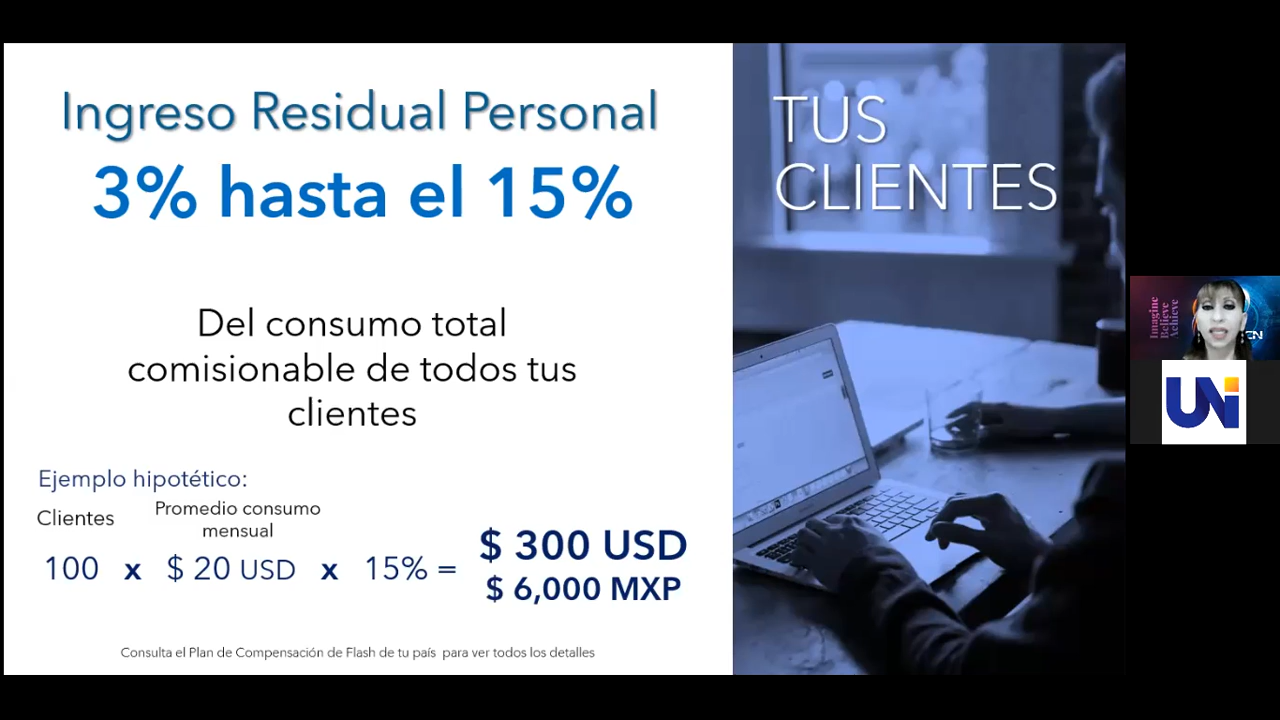 Ingreso Residual Personal
3% hasta el 15%
Del consumo total
comisionable de todos tus
clientes
Ejemplo hipotético:
Clientes
Promedio consumo
mensual
100 x $ 20 USD x 15% =
$ 300 USD
$ 6,000 MXP
Consulta el Plan de Compensación de Flash de tu país para ver todos los detalles
TUS
CLIENTES
Imagine
Believe
Achieve
UNi